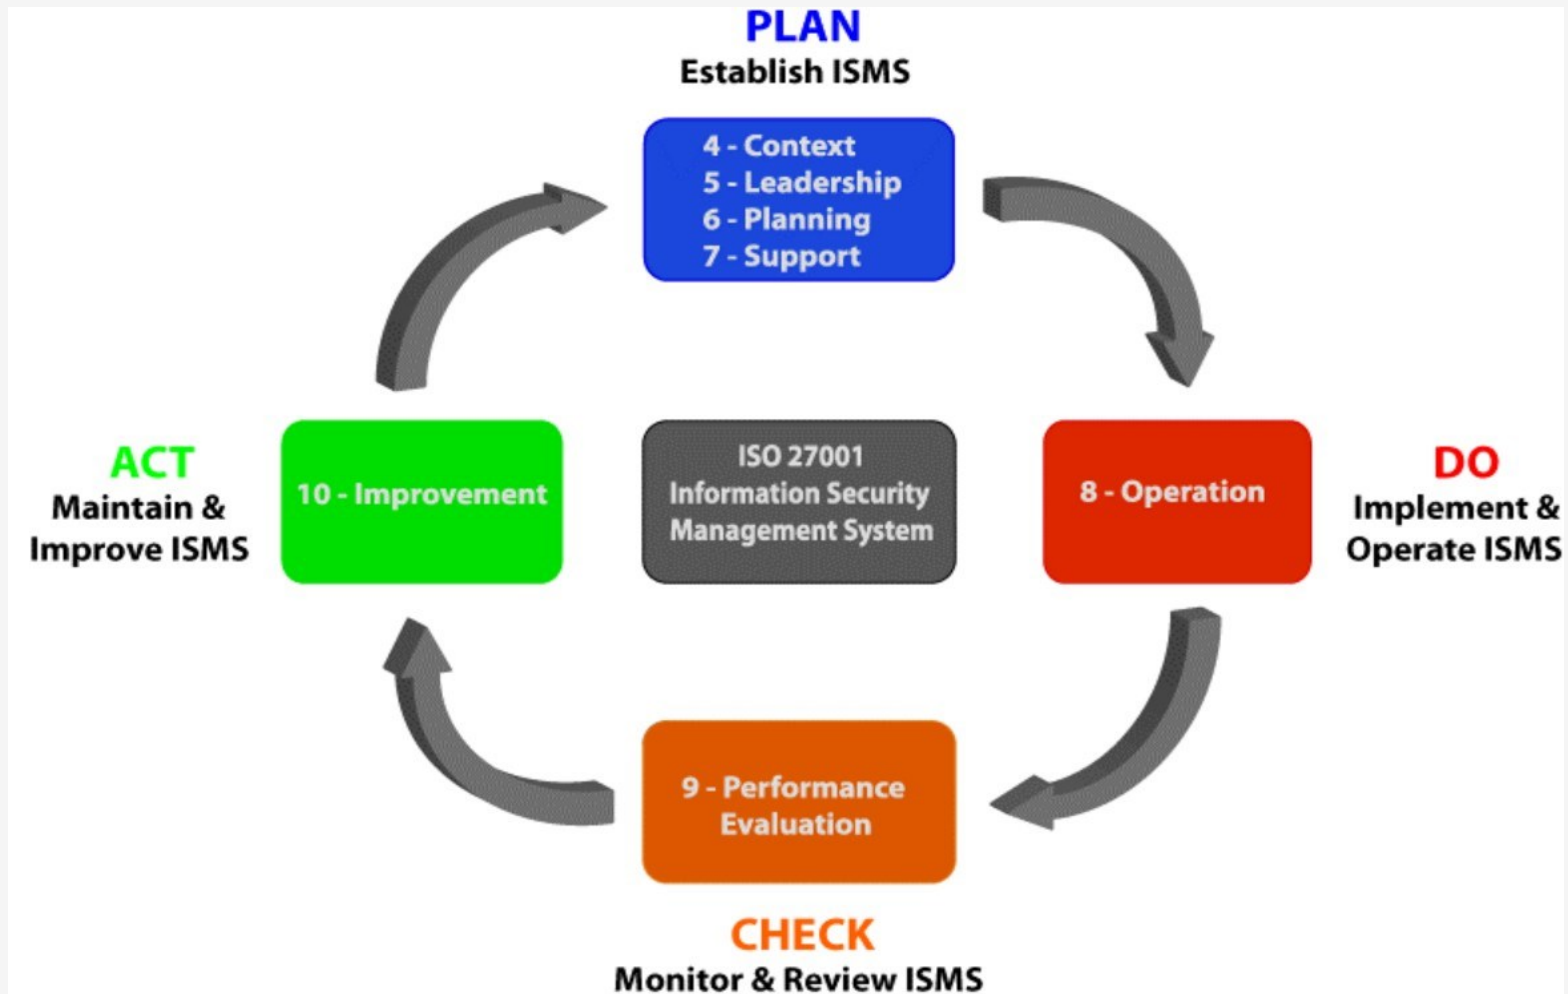 PLAN
Establish ISMS
4 - Context
5 - Leadership
6 - Planning
7 - Support
ACT
Maintain &
Improve ISMS
10 - Improvement
ISO 27001
Information Security
Management System
8 - Operation
DO
Implement &
Operate ISMS
9 - Performance
Evaluation
CHECK
Monitor & Review ISMS